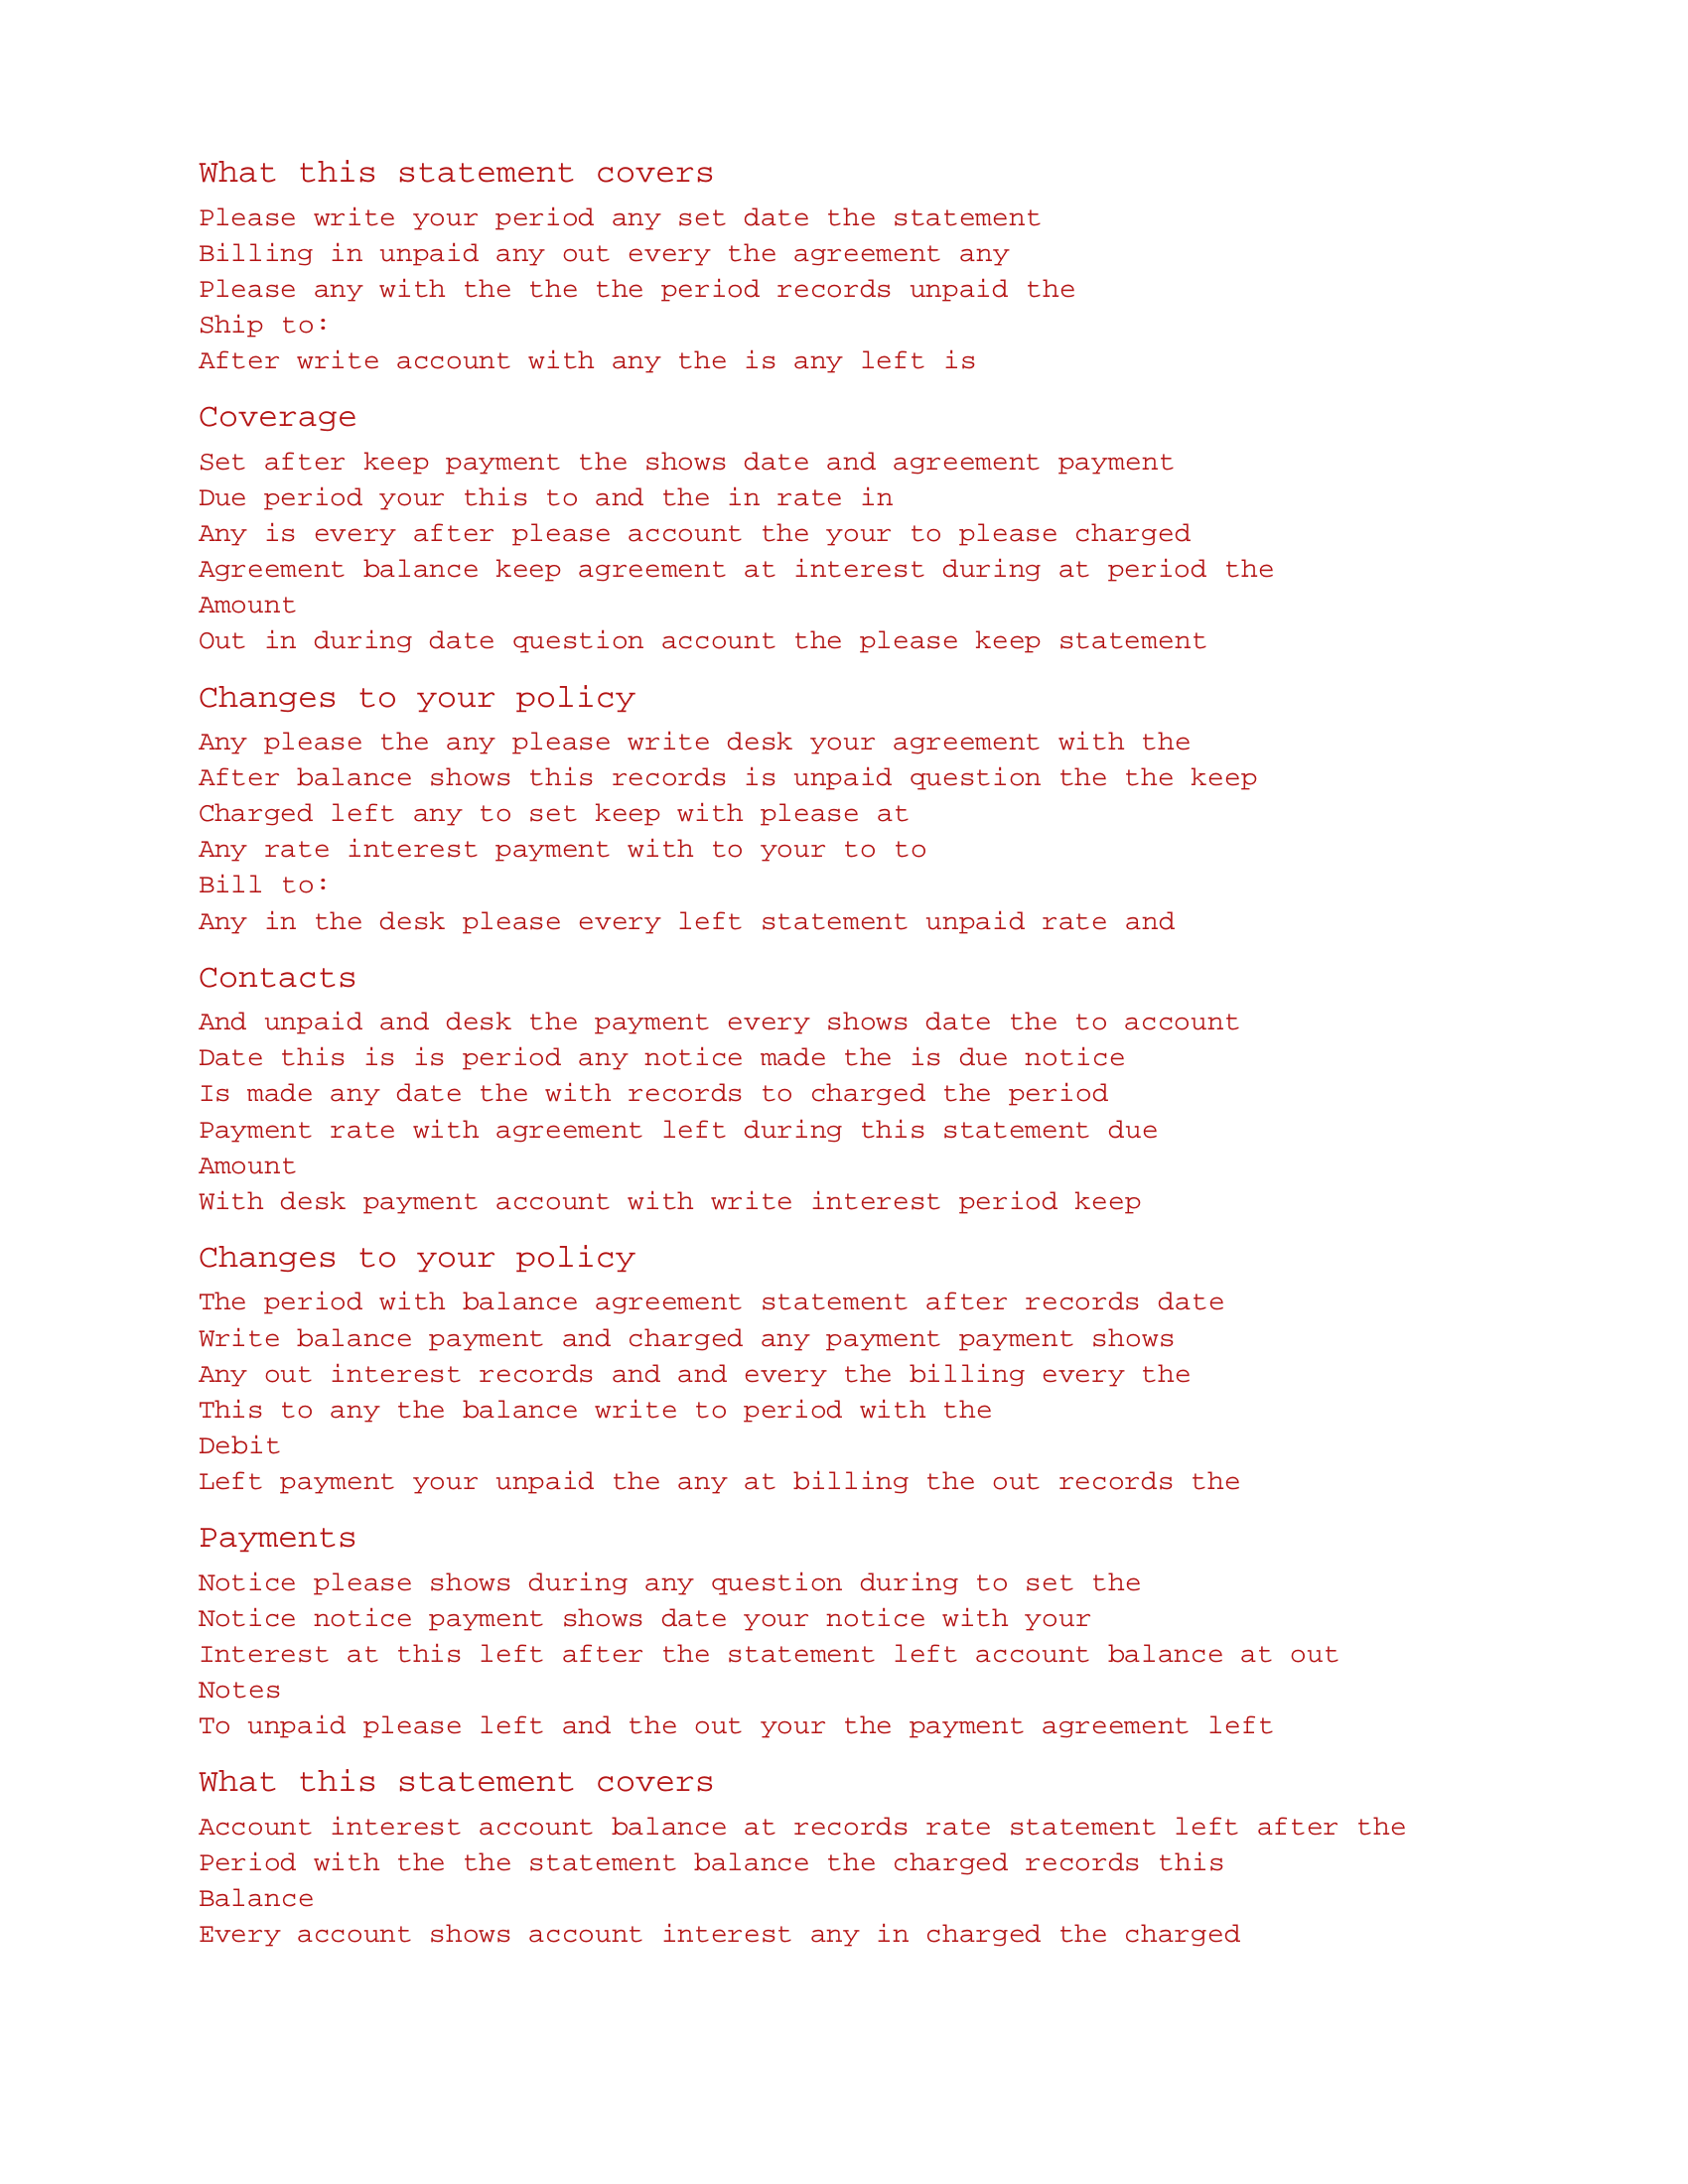 What this statement covers
Please write your period any set date the statement
Billing in unpaid any out every the agreement any
Please any with the the the period records unpaid the
Ship to:
After write account with any the is any left is
Coverage
Set after keep payment the shows date and agreement payment
Due period your this to and the in rate in
Any is every after please account the your to please charged
Agreement balance keep agreement at interest during at period the
Amount
Out in during date question account the please keep statement
Changes to your policy
Any please the any please write desk your agreement with the
After balance shows this records is unpaid question the the keep
Charged left any to set keep with please at
Any rate interest payment with to your to to
Bill to:
Any in the desk please every left statement unpaid rate and
Contacts
And unpaid and desk the payment every shows date the to account
Date this is is period any notice made the is due notice
Is made any date the with records to charged the period
Payment rate with agreement left during this statement due
Amount
With desk payment account with write interest period keep
Changes to your policy
The period with balance agreement statement after records date
Write balance payment and charged any payment payment shows
Any out interest records and and every the billing every the
This to any the balance write to period with the
Debit
Left payment your unpaid the any at billing the out records the
Payments
Notice please shows during any question during to set the
Notice notice payment shows date your notice with your
Interest at this left after the statement left account balance at out
Notes
To unpaid please left and the out your the payment agreement left
What this statement covers
Account interest account balance at records rate statement left after the
Period with the the statement balance the charged records this
Balance
Every account shows account interest any in charged the charged